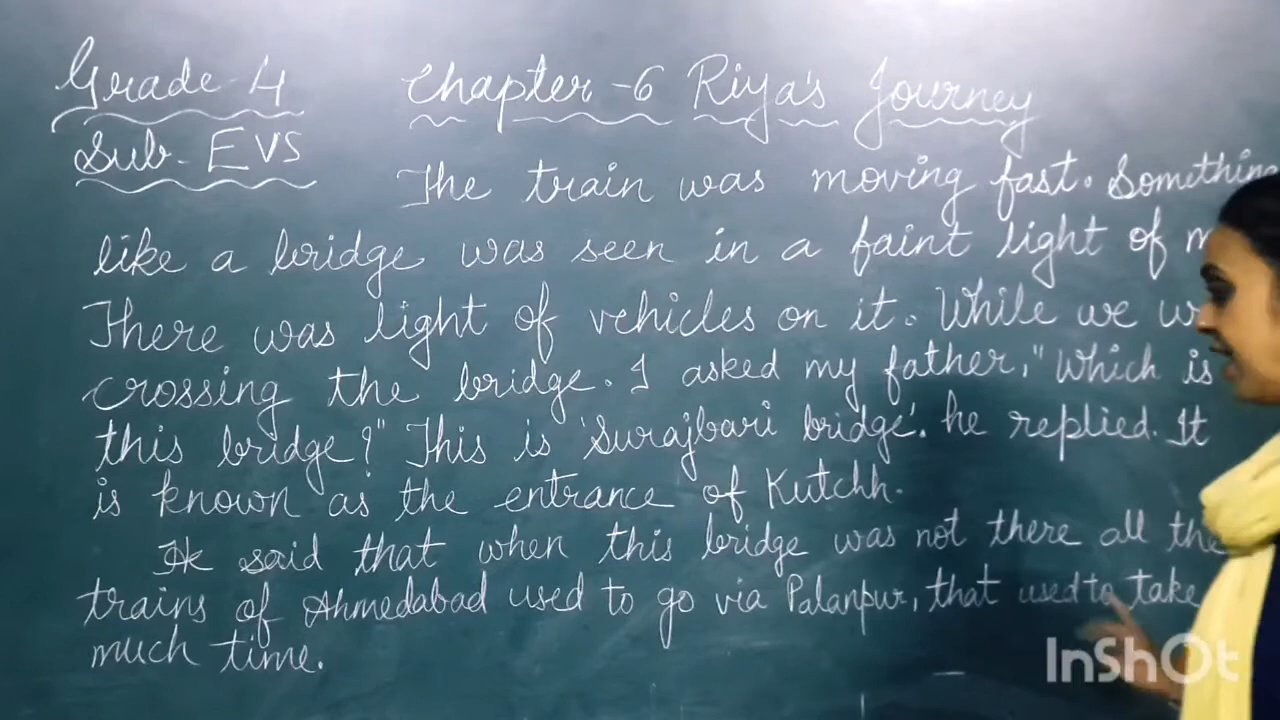 Grade-4 Chapter-6 Riya's Journey
Sub-EVS
The train was moving fast. Something
like a bridge was seen in a faint light of
There was light of vehicles on it. While we
crossing the bridge. I asked my father, "Which is
this bridge?" This is 'Surajbari bridge'. he replied. It
is known as the entrance of Kutchh.
He said that when this bridge was not there all the
trains of Ahmedabad used to go via Palanpur, that used to take
much time.
InShOt